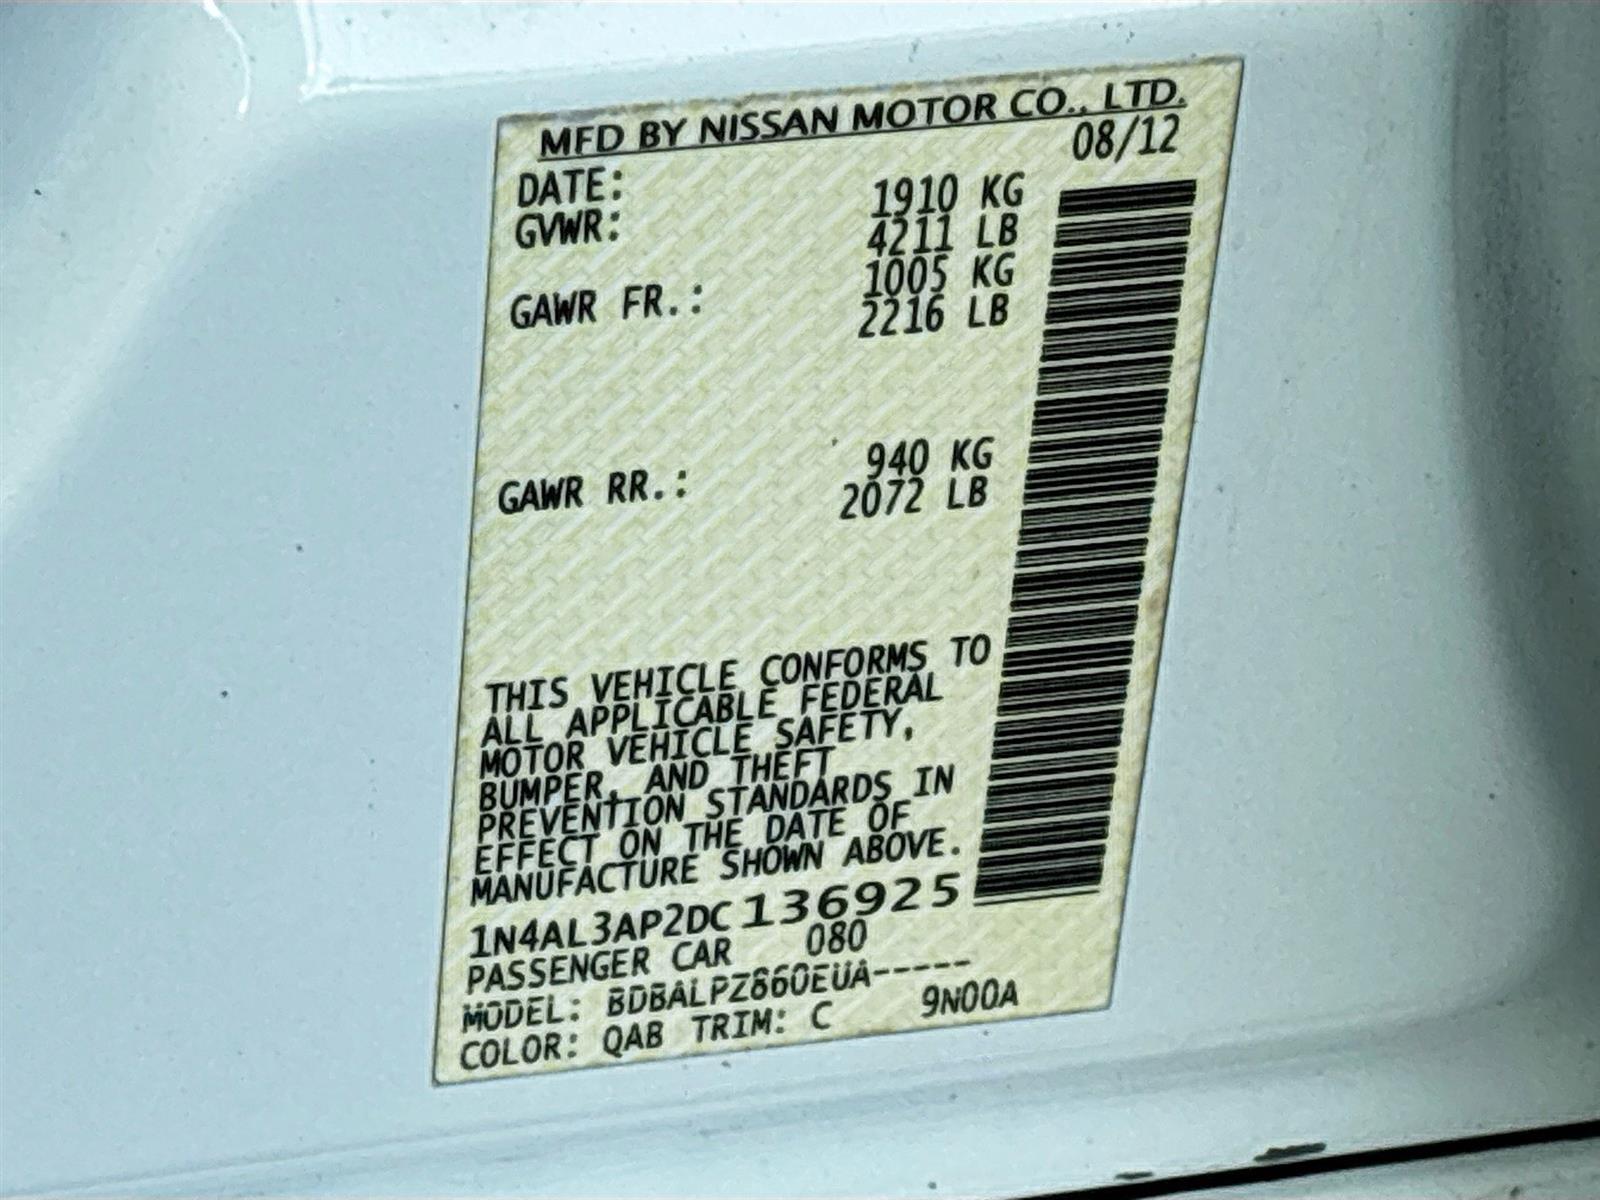 MFD BY NISSAN MOTOR CO., LTD.
DATE: 08/12
GVWR: 1910 KG
4211 LB
GAWR FR.: 1005 KG
2216 LB
GAWR RR.: 940 KG
2072 LB
THIS VEHICLE CONFORMS TO
ALL APPLICABLE FEDERAL
MOTOR VEHICLE SAFETY,
BUMPER, AND THEFT
PREVENTION STANDARDS IN
EFFECT ON THE DATE OF
MANUFACTURE SHOWN ABOVE.
1N4AL3AP2DC136925
PASSENGER CAR 080
MODEL: BDBALPZ860EUA-----
COLOR: QAB TRIM: C 9N00A